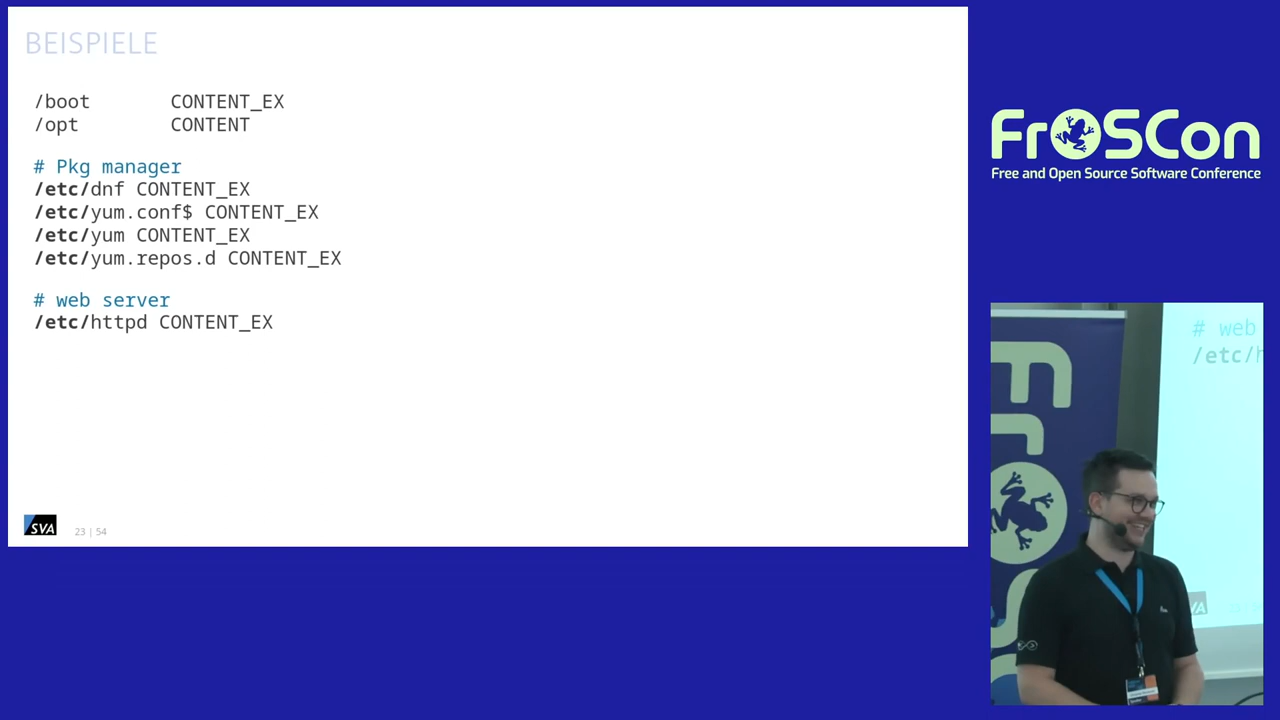 BEISPIELE
/boot CONTENT_EX
/opt CONTENT
# Pkg manager
/etc/dnf CONTENT_EX
/etc/yum.conf$ CONTENT_EX
/etc/yum CONTENT_EX
/etc/yum.repos.d CONTENT_EX
# web server
/etc/httpd CONTENT_EX
SVA
23 | 54
FrOSCon
Free and Open Source Software Conference
# web
/etc/h
FrOSC